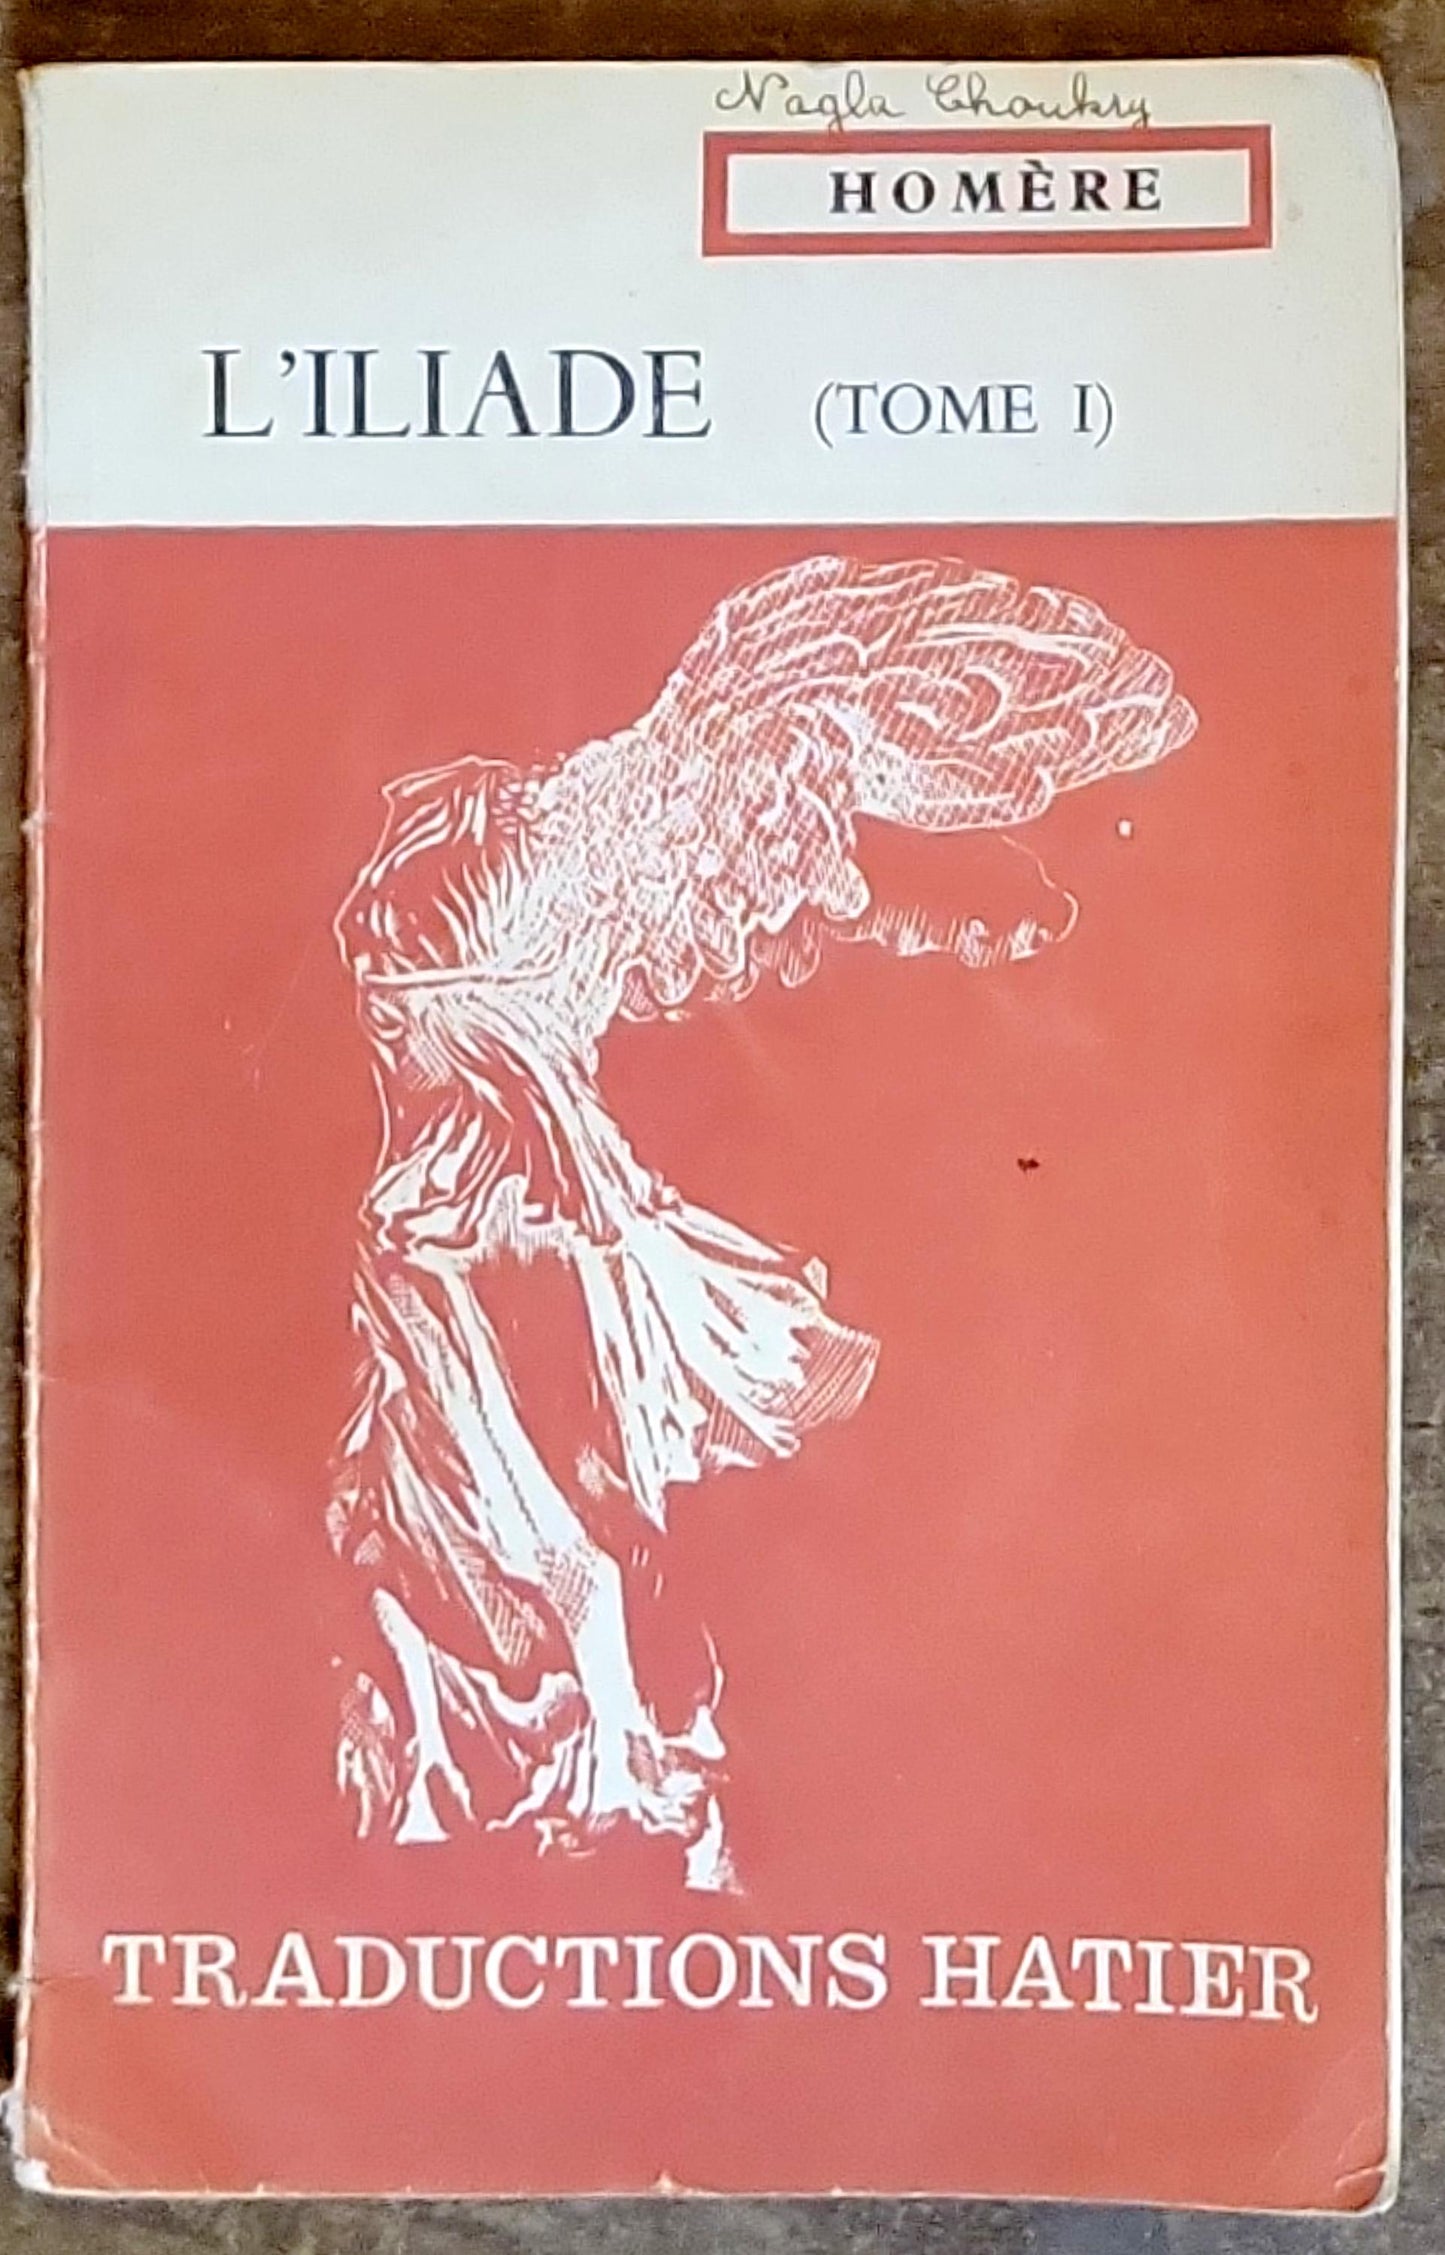 Nagla Choukry
HOMÈRE
L'ILIADE (TOME I)
TRADUCTIONS HATIER